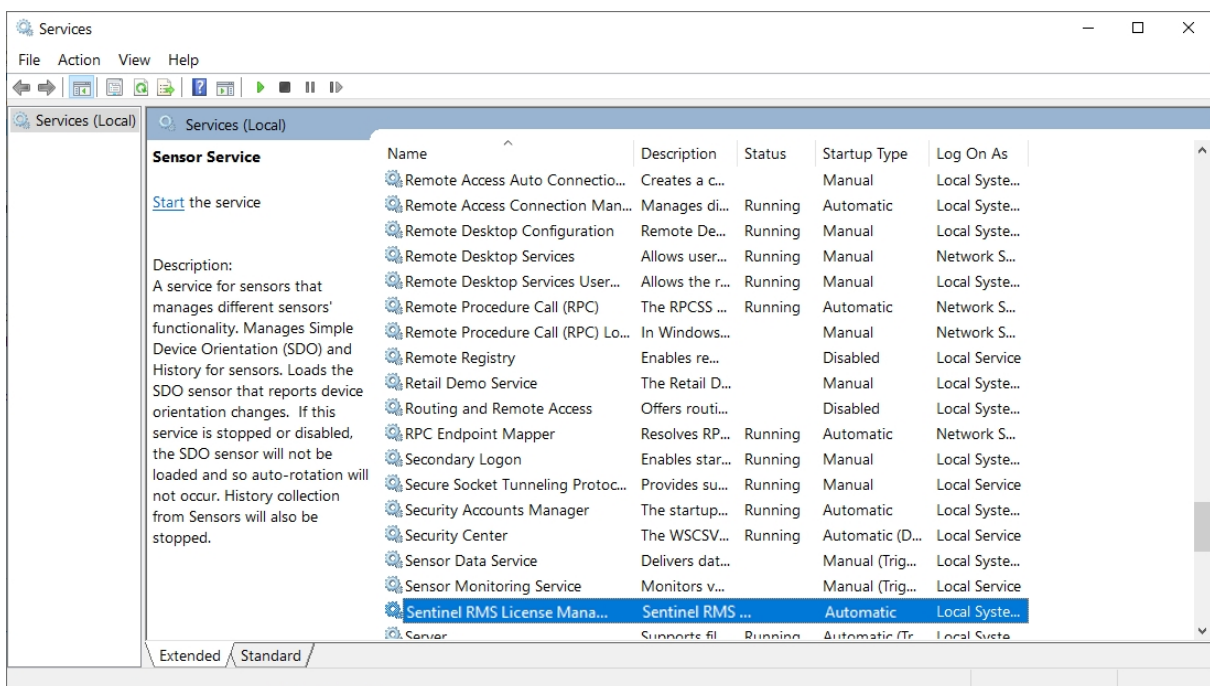 Services
File Action View Help
Services (Local)
Services (Local)
Sensor Service
Start the service
Description:
A service for sensors that
manages different sensors'
functionality. Manages Simple
Device Orientation (SDO) and
History for sensors. Loads the
SDO sensor that reports device
orientation changes. If this
service is stopped or disabled,
the SDO sensor will not be
loaded and so auto-rotation will
not occur. History collection
from Sensors will also be
stopped.
Name Description Status Startup Type Log On As
Remote Access Auto Connectio... Creates a c... Manual Local Syste...
Remote Access Connection Man... Manages di... Running Automatic Local Syste...
Remote Desktop Configuration Remote De... Running Manual Local Syste...
Remote Desktop Services Allows user... Running Manual Network S...
Remote Desktop Services User... Allows the r... Running Manual Local Syste...
Remote Procedure Call (RPC) The RPCSS ... Running Automatic Network S...
Remote Procedure Call (RPC) Lo... In Windows... Manual Network S...
Remote Registry Enables re... Disabled Local Service
Retail Demo Service The Retail D... Manual Local Syste...
Routing and Remote Access Offers routi... Disabled Local Syste...
RPC Endpoint Mapper Resolves RP... Running Automatic Network S...
Secondary Logon Enables star... Running Manual Local Syste...
Secure Socket Tunneling Protoc... Provides su... Running Manual Local Service
Security Accounts Manager The startup... Running Automatic Local Syste...
Security Center The WSCSV... Running Automatic (D... Local Service
Sensor Data Service Delivers dat... Manual (Trig... Local Syste...
Sensor Monitoring Service Monitors v... Manual (Trig... Local Service
Sentinel RMS License Mana... Sentinel RMS ... Automatic Local Syste...
Server Supports fil Running Automatic (Tr Local Syste
Extended Standard